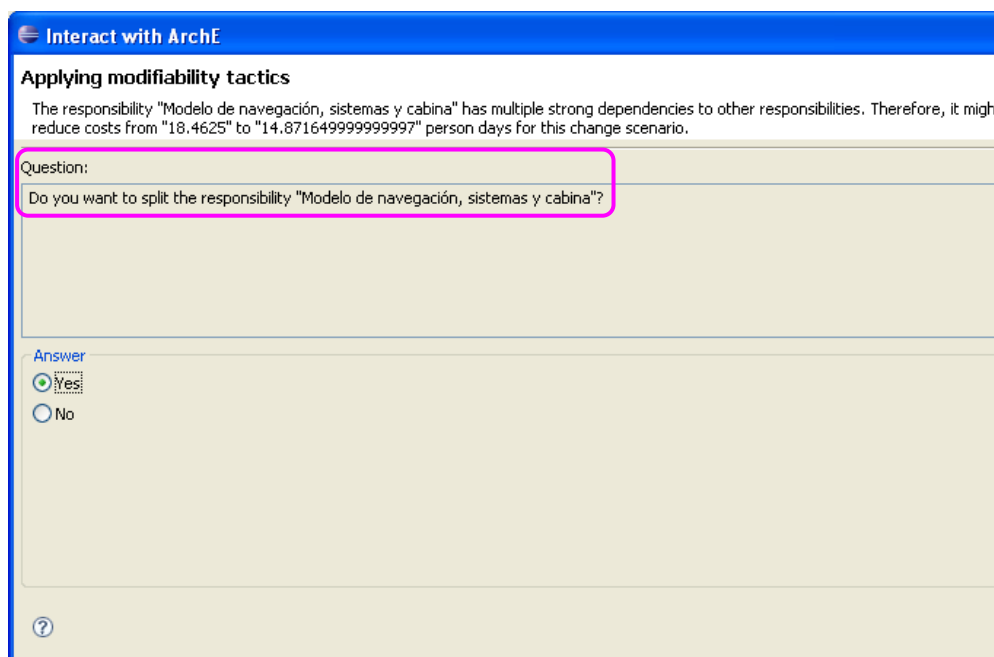 Interact with ArchE
Applying modifiability tactics
The responsibility "Modelo de navegación, sistemas y cabina" has multiple strong dependencies to other responsibilities. Therefore, it
reduce costs from "18.4625" to "14.871649999999997" person days for this change scenario.
Question:
Do you want to split the responsibility "Modelo de navegación, sistemas y cabina"?
Answer
Yes
No
?